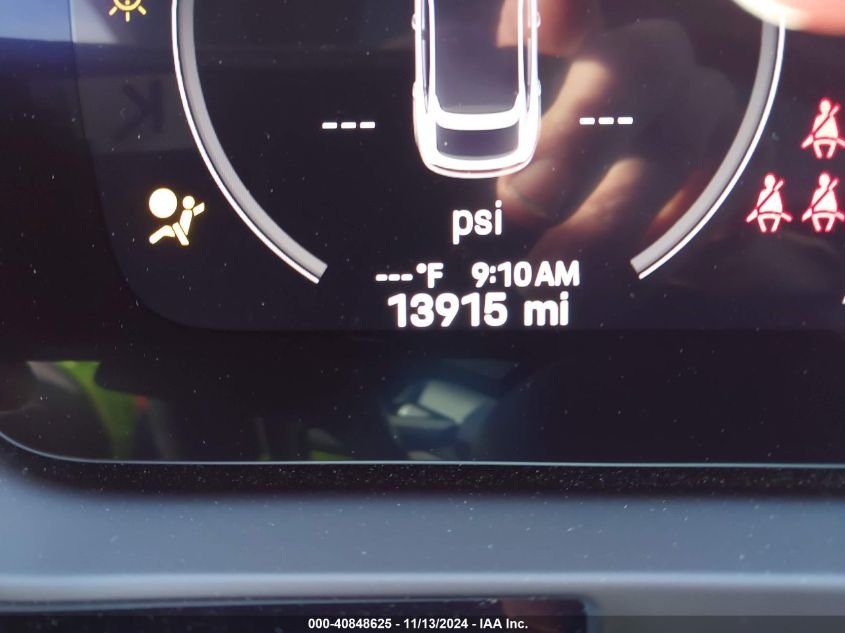 --- ---
psi
---°F 9:10AM
13915 mi
000-40848625 - 11/13/2024 - IAA Inc.